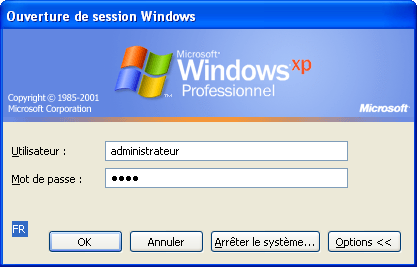 Ouverture de session Windows
Microsoft®
Windows xp
Professionnel
Copyright © 1985-2001
Microsoft Corporation
Microsoft
Utilisateur :
administrateur
Mot de passe :
●●●●
FR
OK
Annuler
Arrêter le système...
Options <<